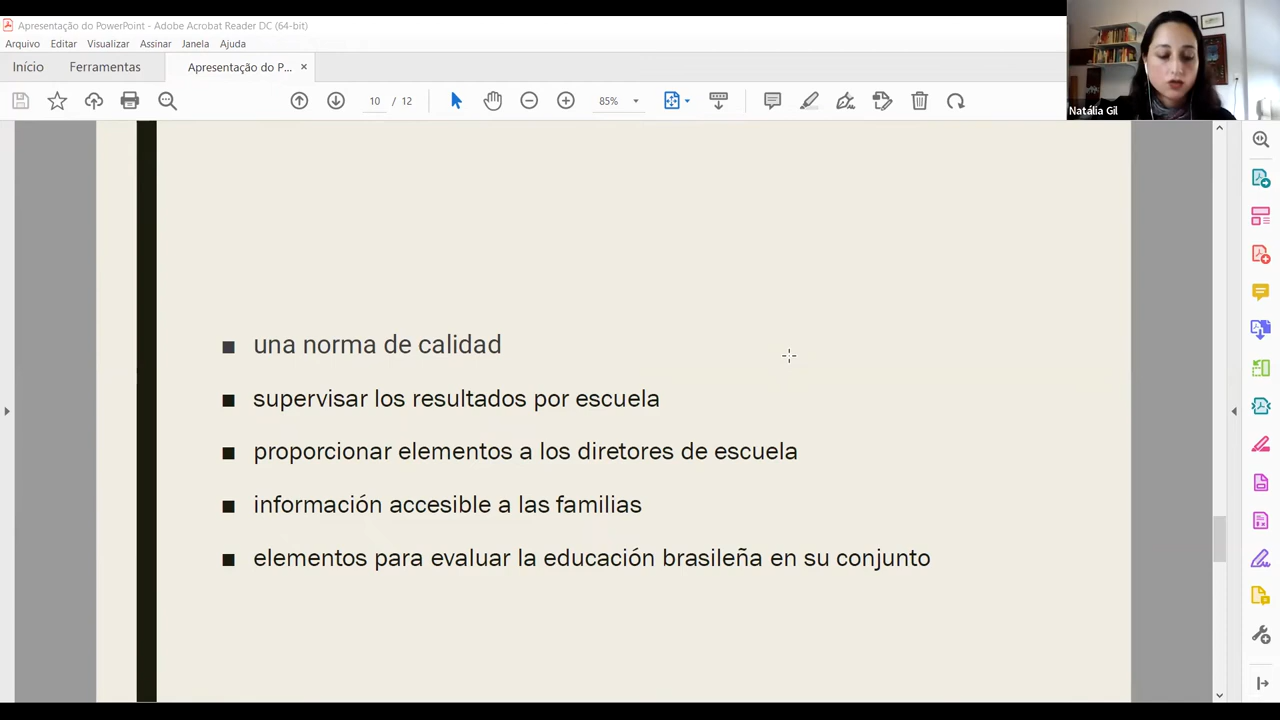 Apresentação do PowerPoint - Adobe Acrobat Reader DC (64-bit)
Arquivo Editar Visualizar Assinar Janela Ajuda
Início Ferramentas Apresentação do P... ×
10 / 12 85%
Natália Gil
una norma de calidad
supervisar los resultados por escuela
proporcionar elementos a los diretores de escuela
información accesible a las familias
elementos para evaluar la educación brasileña en su conjunto